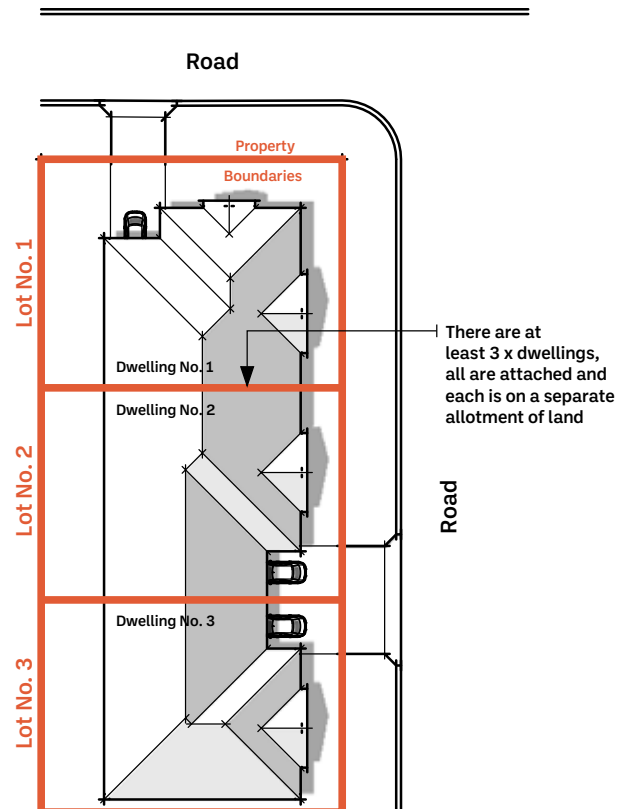 Road
Property
Boundaries
Lot No. 1
There are at
least 3 x dwellings,
all are attached and
each is on a separate
allotment of land
Dwelling No. 1
Dwelling No. 2
Lot No. 2
Road
Dwelling No. 3
Lot No. 3